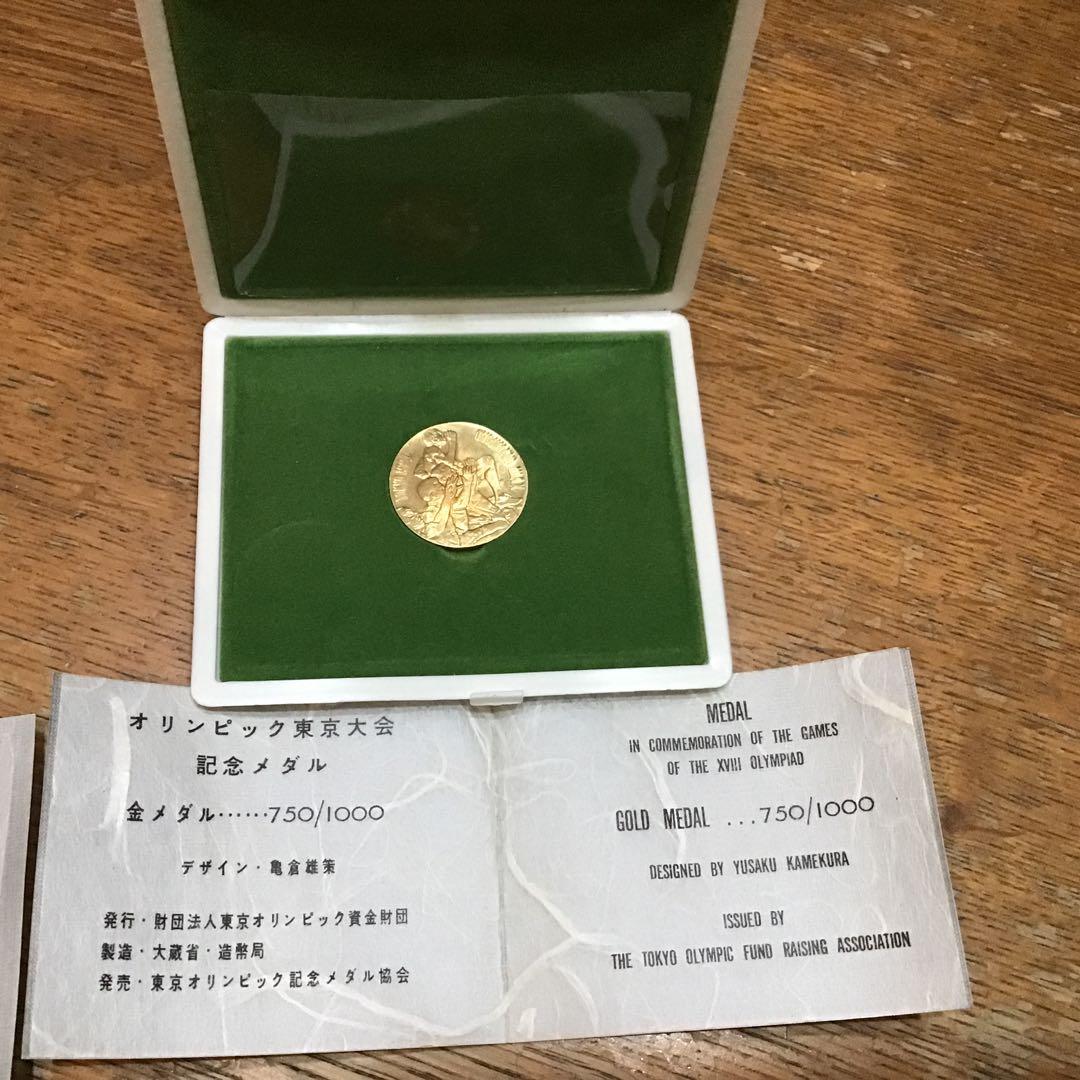 オリンピック東京大会
記念メダル
金メダル……750/1000
デザイン・亀倉雄策
発行・財団法人東京オリンピック資金財団
製造・大蔵省・造幣局
発売・東京オリンピック記念メダル協会
MEDAL
IN COMMEMORATION OF THE GAMES
OF THE XVIII OLYMPIAD
GOLD MEDAL ...750/1000
DESIGNED BY YUSAKU KAMEKURA
ISSUED BY
THE TOKYO OLYMPIC FUND RAISING ASSOCIATION